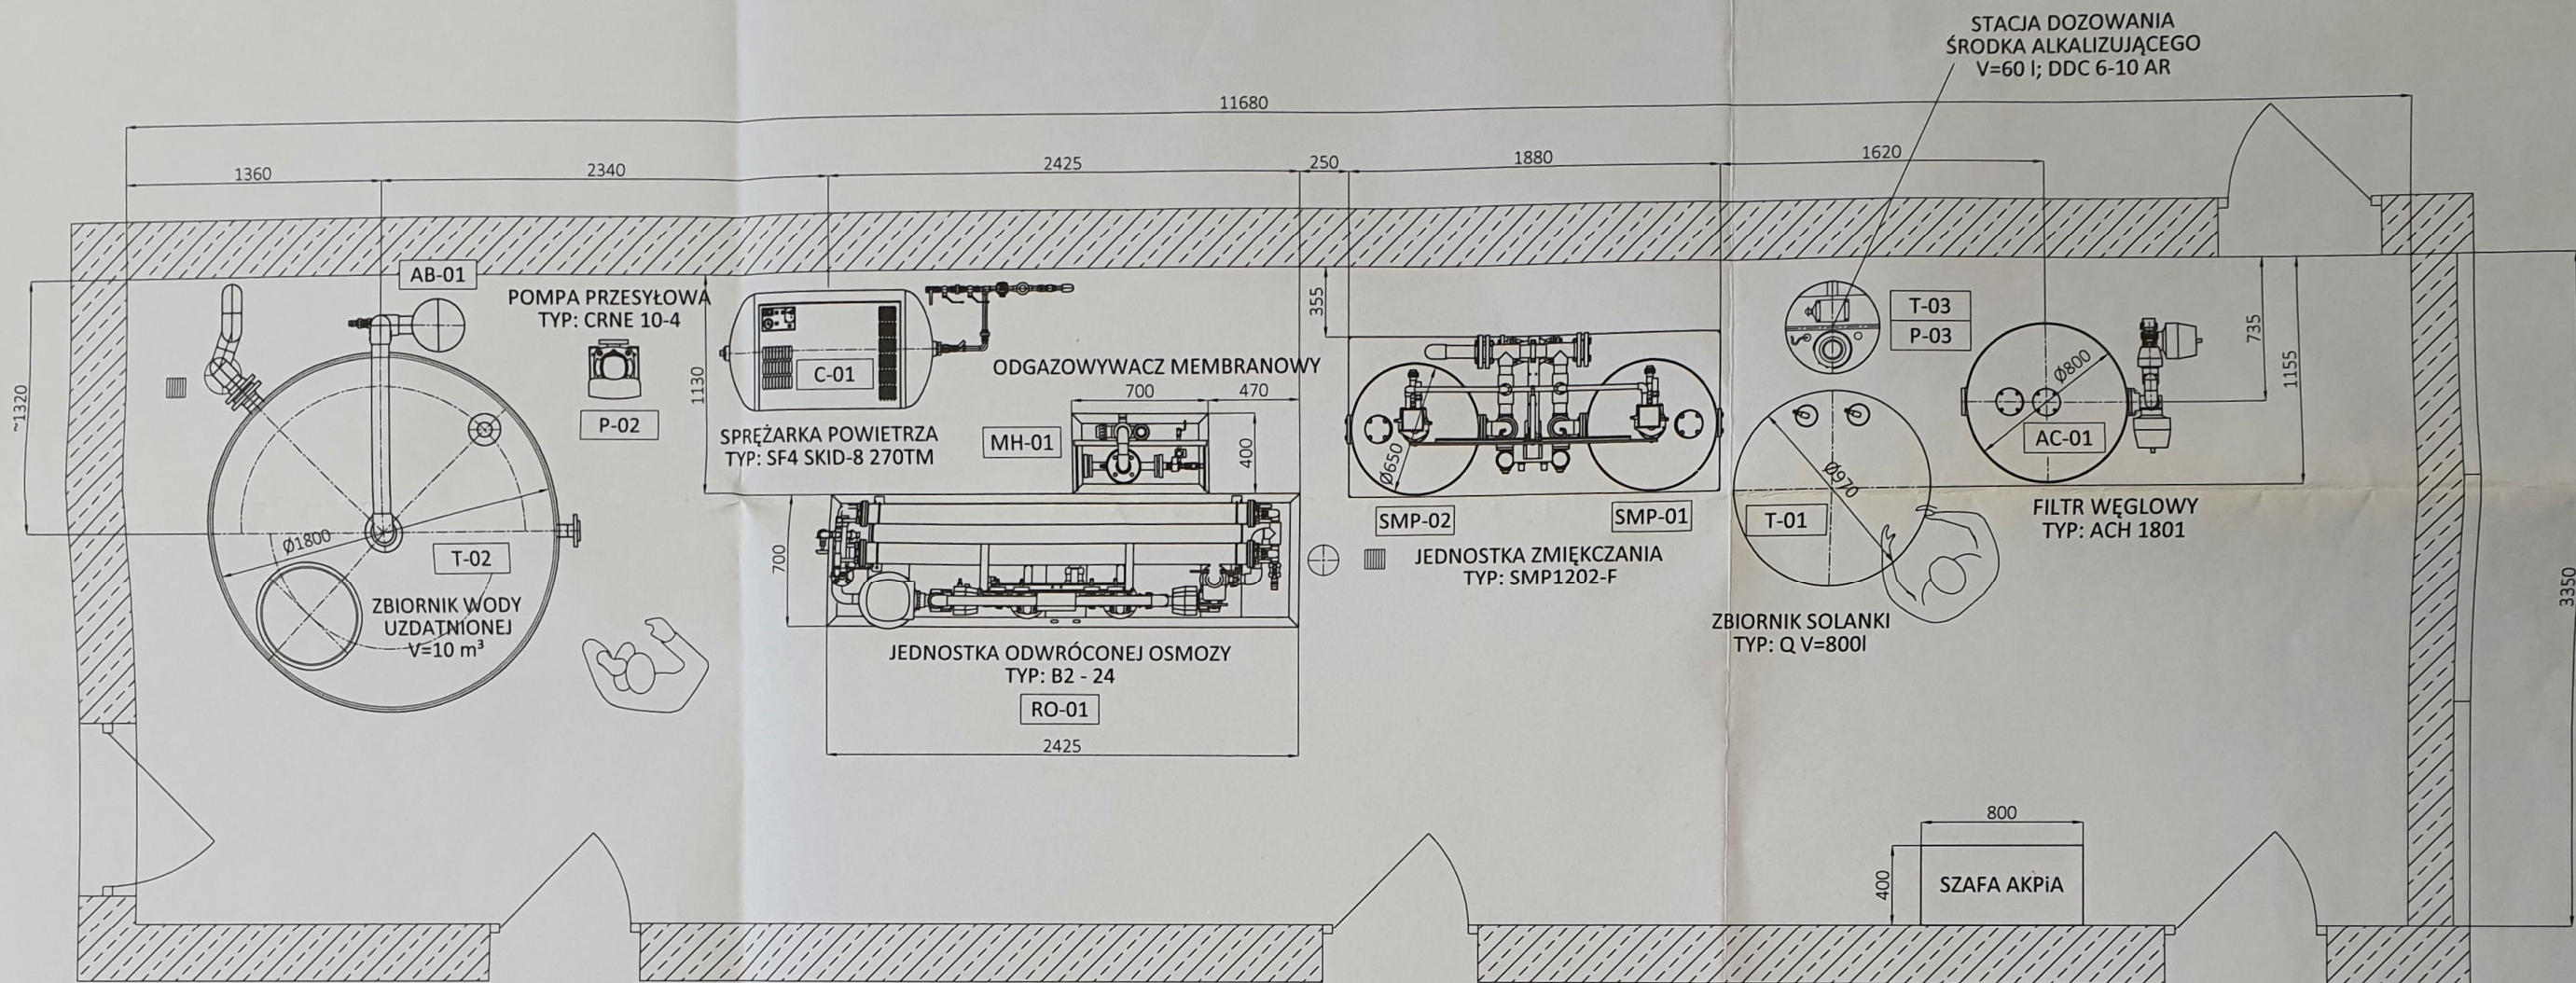 STACJA DOZOWANIA
ŚRODKA ALKALIZUJĄCEGO
V=60 l; DDC 6-10 AR
11680
1360
2340
2425
250
1880
1620
AB-01
POMPA PRZESYŁOWA
TYP: CRNE 10-4
P-02
~1320
1130
C-01
SPRĘŻARKA POWIETRZA
TYP: SF4 SKID-8 270TM
ODGAZOWYWACZ MEMBRANOWY
700
470
MH-01
400
355
T-03
P-03
735
1155
Ø800
AC-01
FILTR WĘGLOWY
TYP: ACH 1801
Ø650
SMP-02
SMP-01
JEDNOSTKA ZMIĘKCZANIA
TYP: SMP1202-F
Ø970
T-01
ZBIORNIK SOLANKI
TYP: Q V=800l
Ø1800
T-02
ZBIORNIK WODY
UZDATNIONEJ
V=10 m³
700
JEDNOSTKA ODWRÓCONEJ OSMOZY
TYP: B2 - 24
RO-01
2425
3350
800
400
SZAFA AKPiA